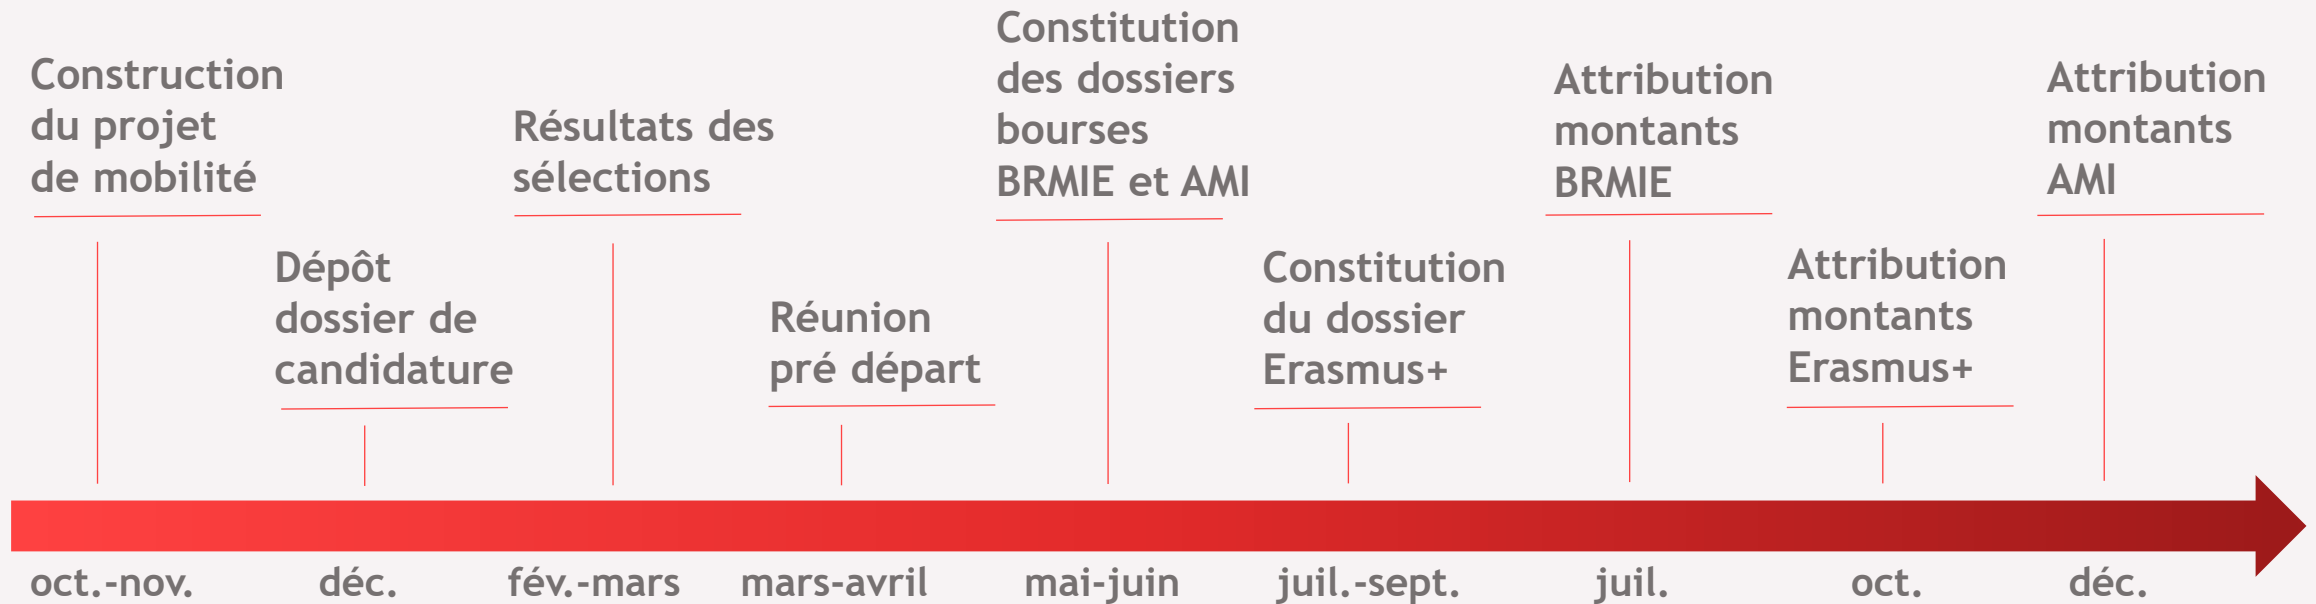 Construction
du projet
de mobilité
Dépôt
dossier de
candidature
Résultats des
sélections
Réunion
pré départ
Constitution
des dossiers
bourses
BRMIE et AMI
Constitution
du dossier
Erasmus+
Attribution
montants
BRMIE
Attribution
montants
Erasmus+
Attribution
montants
AMI
oct.-nov.
déc.
fév.-mars
mars-avril
mai-juin
juil.-sept.
juil.
oct.
déc.